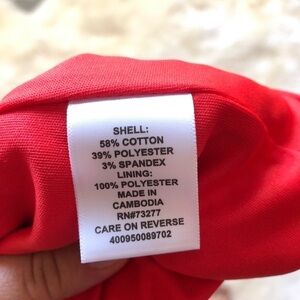 SHELL:
58% COTTON
39% POLYESTER
3% SPANDEX
LINING:
100% POLYESTER
MADE IN
CAMBODIA
RN#73277
CARE ON REVERSE
400950089702